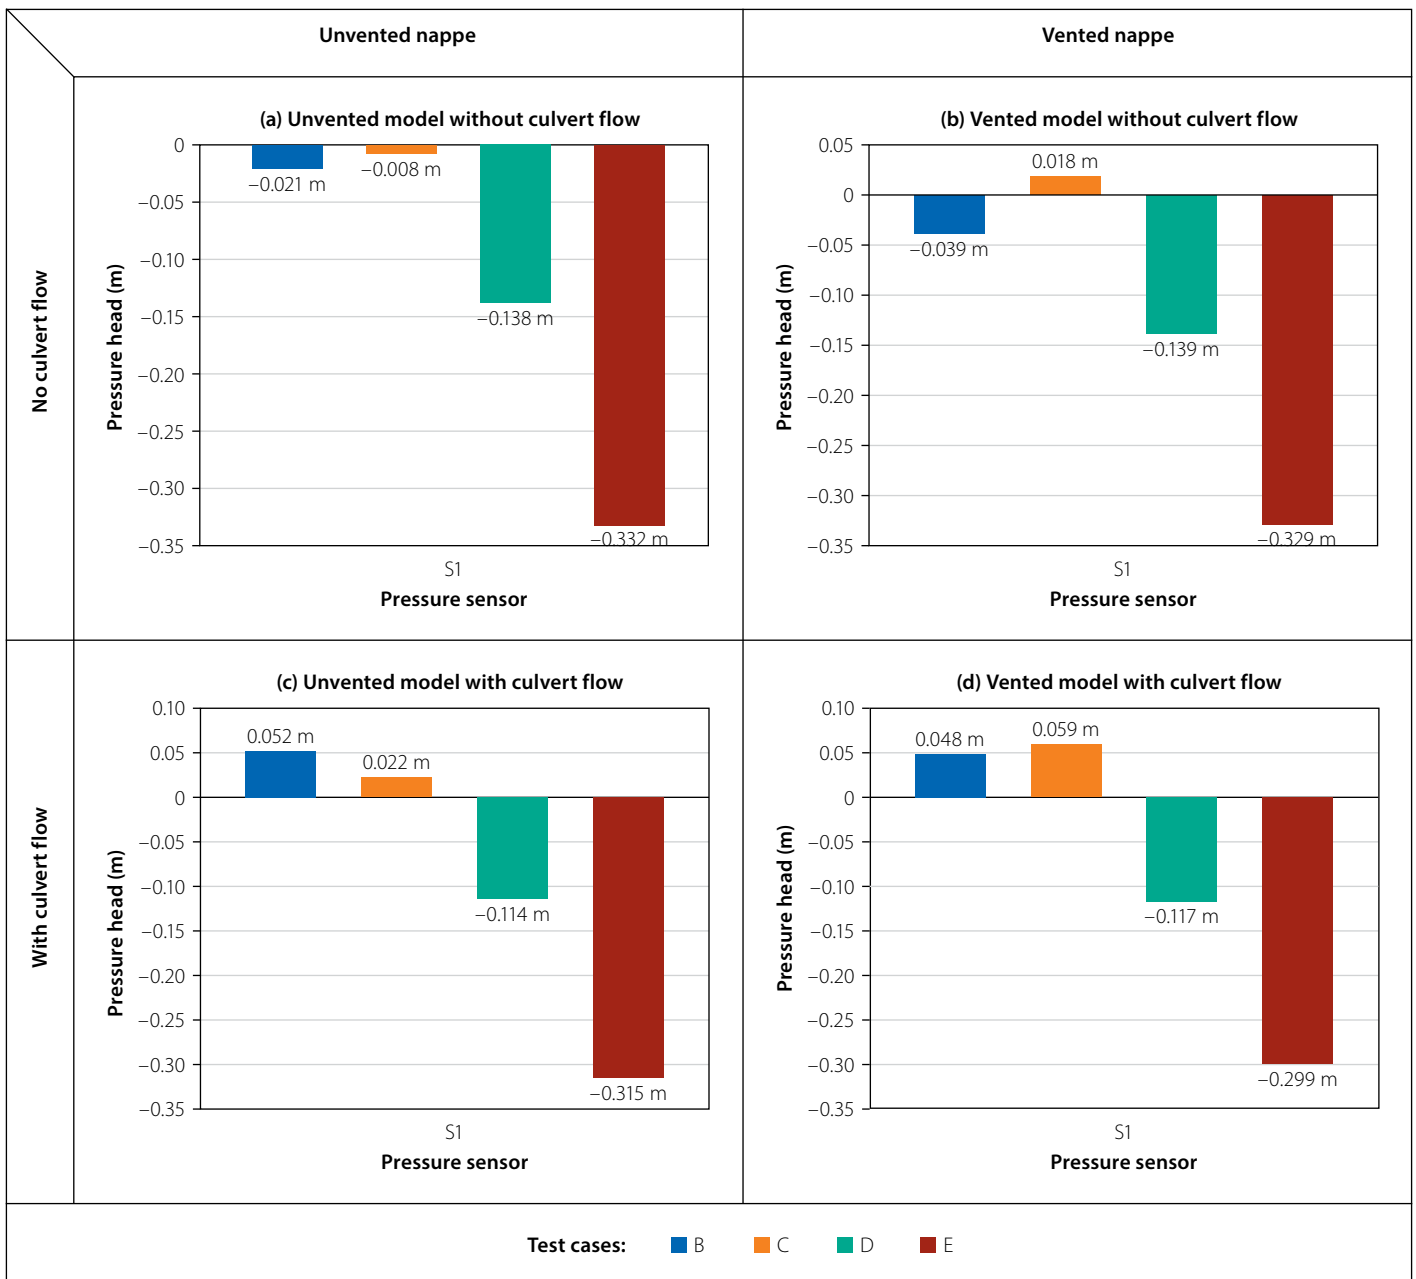 Unvented nappe
Vented nappe
No culvert flow
(a) Unvented model without culvert flow
0
−0.05
−0.10
−0.15
−0.20
−0.25
−0.30
−0.35
Pressure head (m)
−0.021 m
−0.008 m
−0.138 m
−0.332 m
S1
Pressure sensor
(b) Vented model without culvert flow
0.05
0
−0.05
−0.10
−0.15
−0.20
−0.25
−0.30
−0.35
Pressure head (m)
−0.039 m
0.018 m
−0.139 m
−0.329 m
S1
Pressure sensor
With culvert flow
(c) Unvented model with culvert flow
0.10
0.05
0
−0.05
−0.10
−0.15
−0.20
−0.25
−0.30
−0.35
Pressure head (m)
0.052 m
0.022 m
−0.114 m
−0.315 m
S1
Pressure sensor
(d) Vented model with culvert flow
0.10
0.05
0
−0.05
−0.10
−0.15
−0.20
−0.25
−0.30
−0.35
Pressure head (m)
0.048 m
0.059 m
−0.117 m
−0.299 m
S1
Pressure sensor
Test cases: B C D E